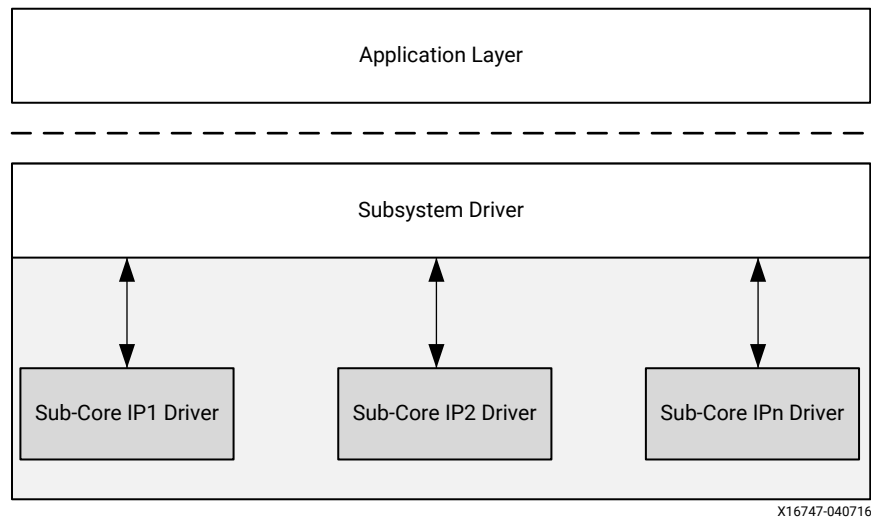 Application Layer
Subsystem Driver
Sub-Core IP1 Driver
Sub-Core IP2 Driver
Sub-Core IPn Driver
X16747-040716